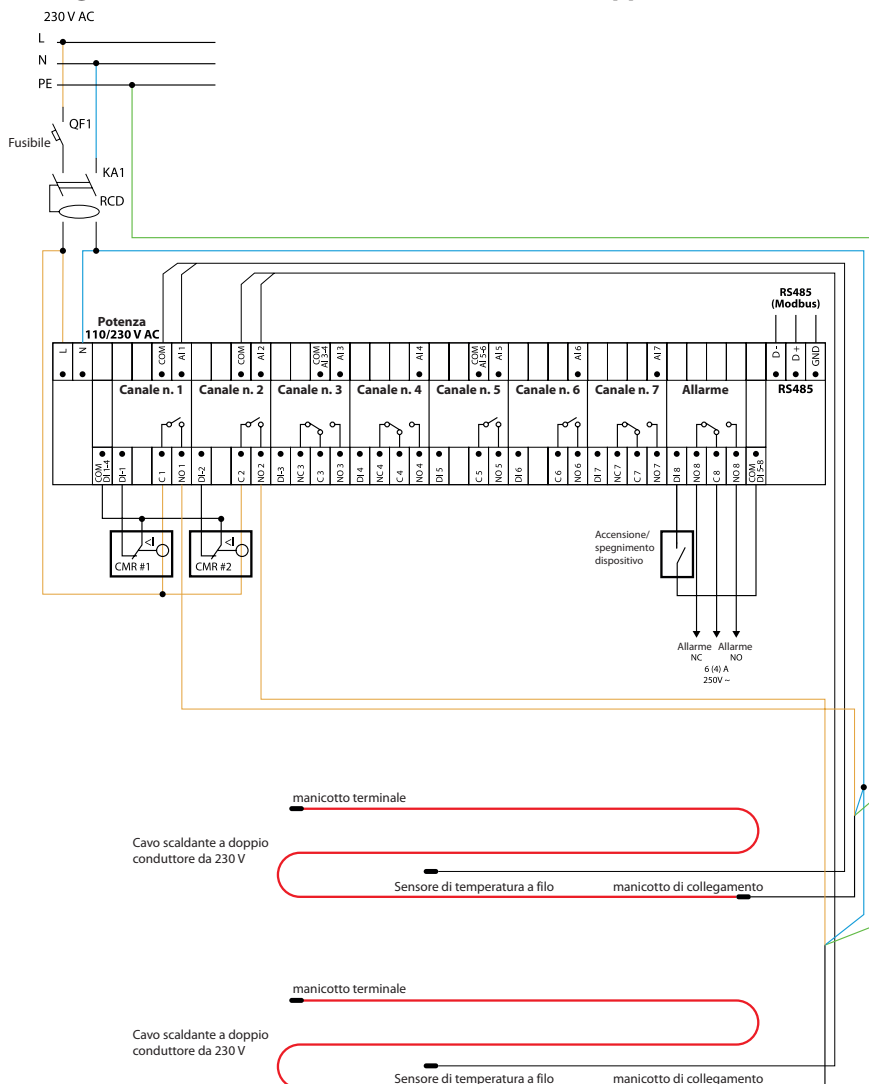 230 V AC
L
N
PE
QF1
Fusibile
KA1
RCD
RS485
(Modbus)
Potenza
110/230 V AC
L
N
COM
AI 1
COM
AI 2
COM
AI 3-4
AI 3
AI 4
COM
AI 5-6
AI 5
AI 6
AI 7
D -
D +
GND
Canale n. 1
Canale n. 2
Canale n. 3
Canale n. 4
Canale n. 5
Canale n. 6
Canale n. 7
Allarme
RS485
COM
DI 1-4
DI-1
C 1
NO 1
DI-2
C 2
NO 2
DI-3
NC 3
C 3
NO 3
DI 4
NC 4
C 4
NO 4
DI 5
C 5
NO 5
DI 6
C 6
NO 6
DI 7
NC 7
C 7
NO 7
DI 8
NO 8
C 8
NO 8
COM
DI 5-8
<I
CMR #1
<I
CMR #2
Accensione/
spegnimento
dispositivo
Allarme
NC
Allarme
NO
6 (4) A
250V ~
manicotto terminale
Cavo scaldante a doppio
conduttore da 230 V
Sensore di temperatura a filo
manicotto di collegamento
manicotto terminale
Cavo scaldante a doppio
conduttore da 230 V
Sensore di temperatura a filo
manicotto di collegamento